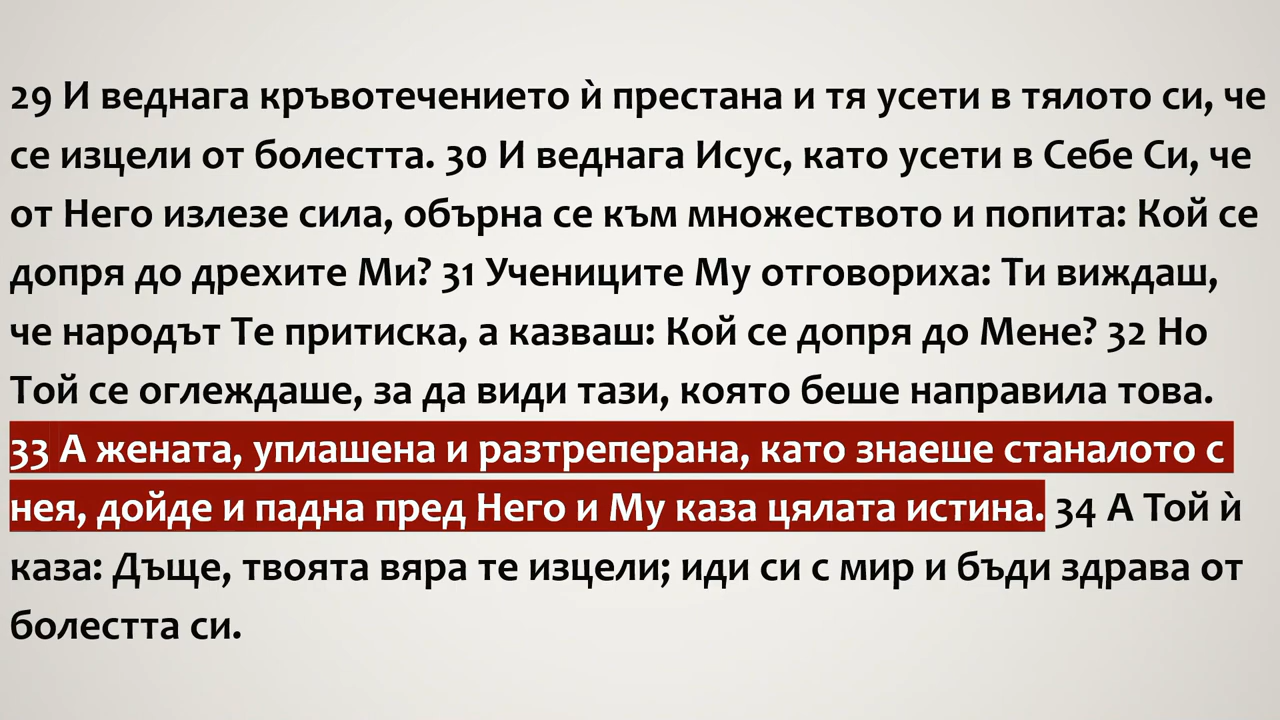 29 И веднага кръвотечението ѝ престана и тя усети в тялото си, че
се изцели от болестта. 30 И веднага Исус, като усети в Себе Си, че
от Него излезе сила, обърна се към множеството и попита: Кой се
допря до дрехите Ми? 31 Учениците Му отговориха: Ти виждаш,
че народът Те притиска, а казваш: Кой се допря до Мене? 32 Но
Той се оглеждаше, за да види тази, която беше направила това.
33 А жената, уплашена и разтреперана, като знаеше станалото с
нея, дойде и падна пред Него и Му каза цялата истина. 34 А Той ѝ
каза: Дъще, твоята вяра те изцели; иди си с мир и бъди здрава от
болестта си.